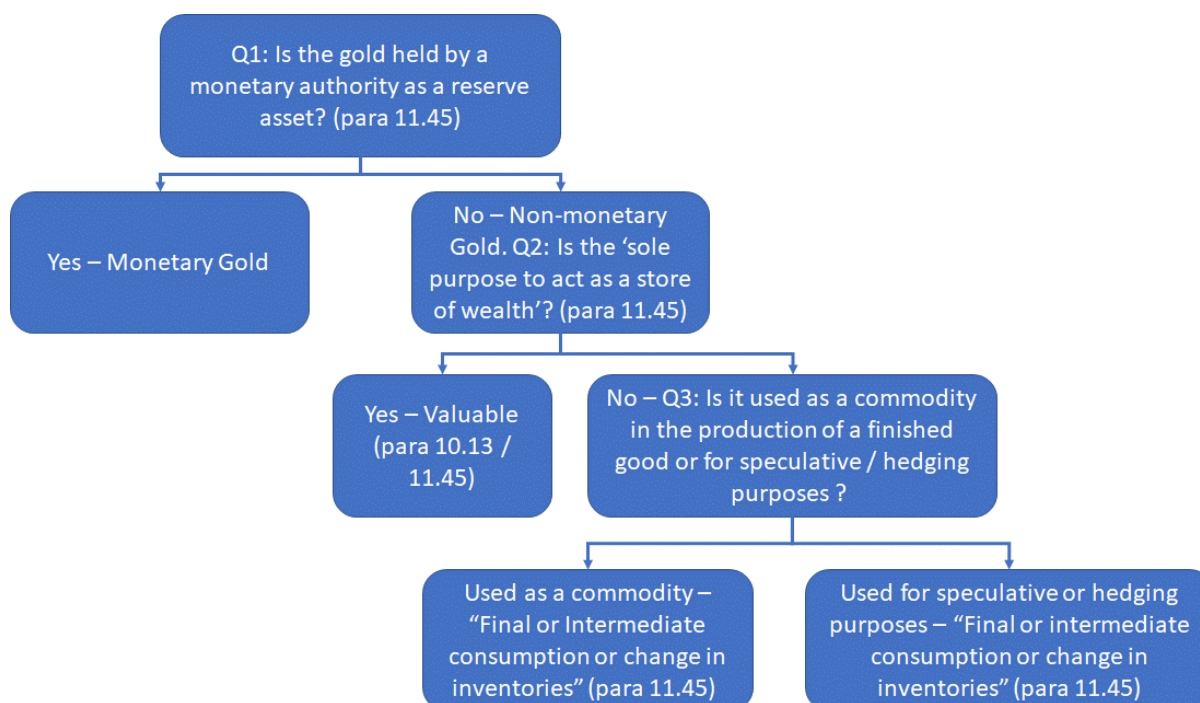 Q1: Is the gold held by a
monetary authority as a reserve
asset? (para 11.45)
Yes – Monetary Gold
No – Non-monetary
Gold. Q2: Is the ‘sole
purpose to act as a store
of wealth’? (para 11.45)
Yes – Valuable
(para 10.13 /
11.45)
No – Q3: Is it used as a commodity
in the production of a finished
good or for speculative / hedging
purposes ?
Used as a commodity –
“Final or Intermediate
consumption or change in
inventories” (para 11.45)
Used for speculative or hedging
purposes – “Final or intermediate
consumption or change in
inventories” (para 11.45)